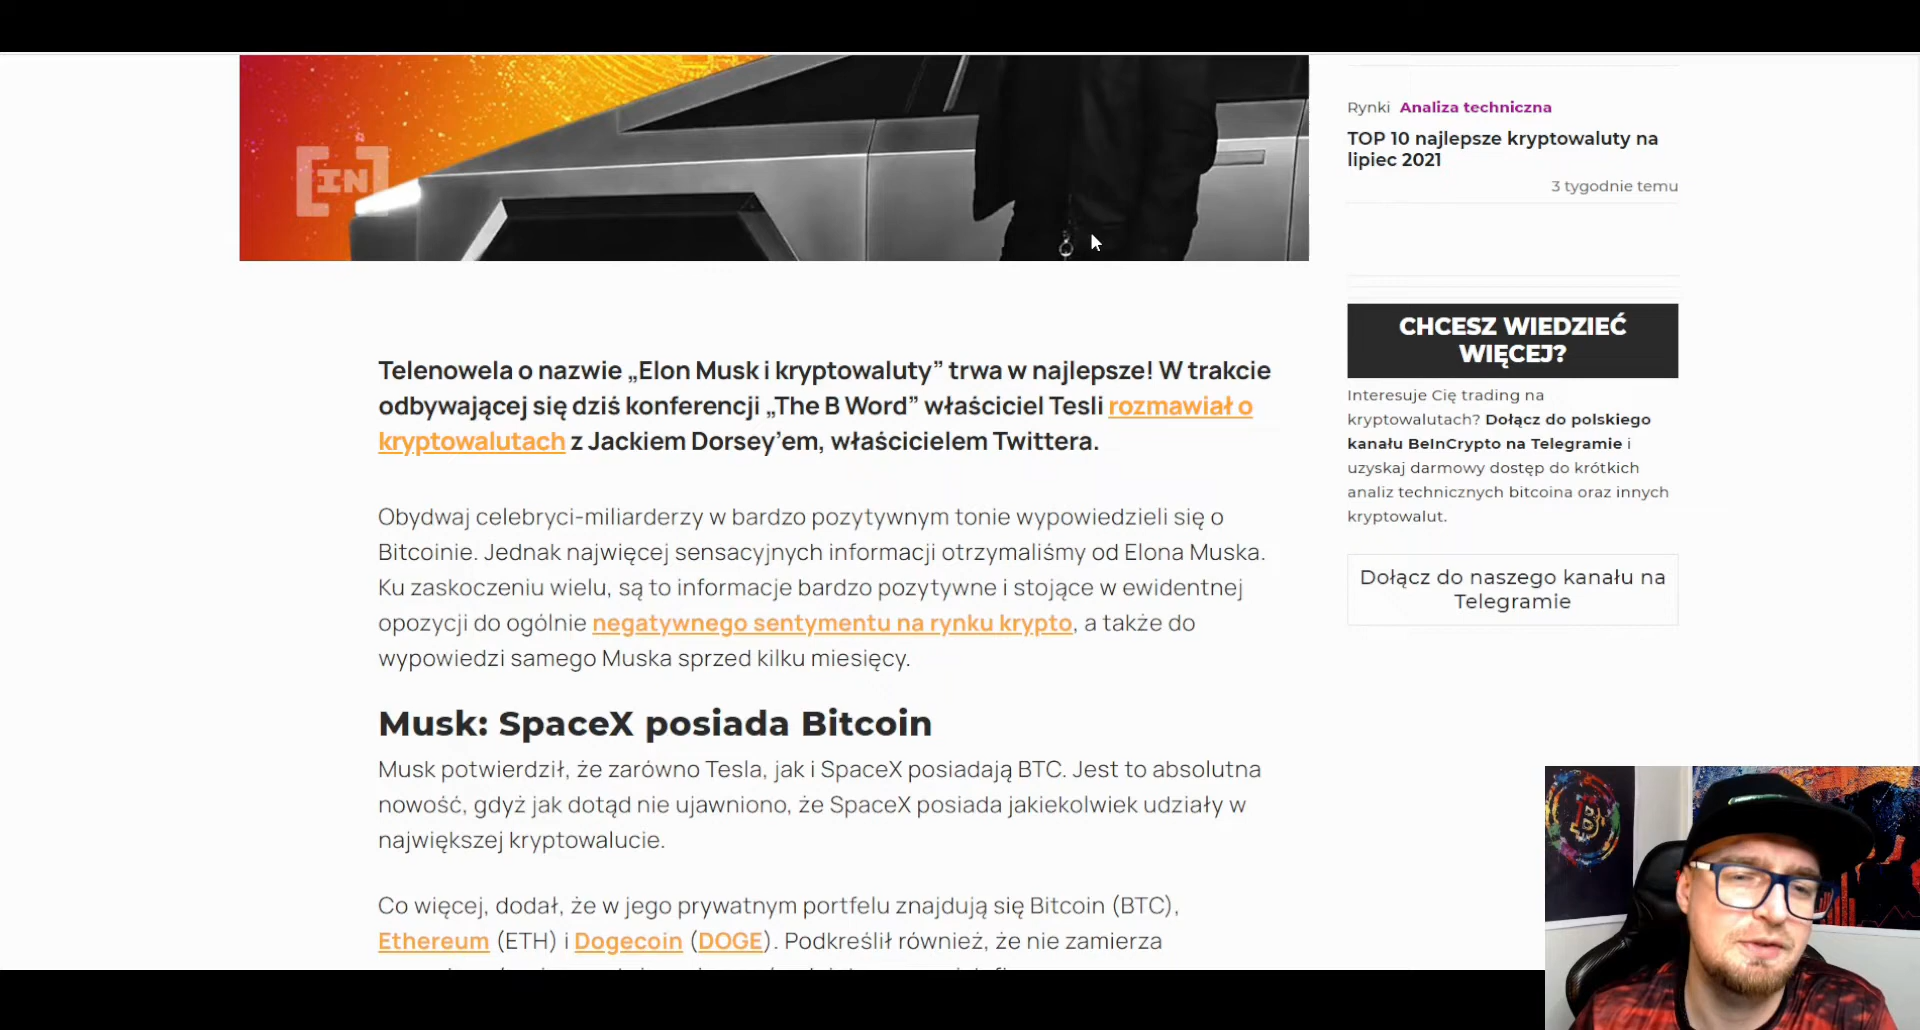 IN
Rynki Analiza techniczna
TOP 10 najlepsze kryptowaluty na
lipiec 2021
3 tygodnie temu
CHCESZ WIEDZIEĆ
WIĘCEJ?
Interesuje Cię trading na
kryptowalutach? Dołącz do polskiego
kanału BeInCrypto na Telegramie i
uzyskaj darmowy dostęp do krótkich
analiz technicznych bitcoina oraz innych
kryptowalut.
Dołącz do naszego kanału na
Telegramie
Telenowela o nazwie „Elon Musk i kryptowaluty” trwa w najlepsze! W trakcie
odbywającej się dziś konferencji „The B Word” właściciel Tesli rozmawiał o
kryptowalutach z Jackiem Dorsey’em, właścicielem Twittera.
Obydwaj celebryci-miliarderzy w bardzo pozytywnym tonie wypowiedzieli się o
Bitcoinie. Jednak najwięcej sensacyjnych informacji otrzymaliśmy od Elona Muska.
Ku zaskoczeniu wielu, są to informacje bardzo pozytywne i stojące w ewidentnej
opozycji do ogólnie negatywnego sentymentu na rynku krypto, a także do
wypowiedzi samego Muska sprzed kilku miesięcy.
Musk: SpaceX posiada Bitcoin
Musk potwierdził, że zarówno Tesla, jak i SpaceX posiadają BTC. Jest to absolutna
nowość, gdyż jak dotąd nie ujawniono, że SpaceX posiada jakiekolwiek udziały w
największej kryptowalucie.
Co więcej, dodał, że w jego prywatnym portfelu znajdują się Bitcoin (BTC),
Ethereum (ETH) i Dogecoin (DOGE). Podkreślił również, że nie zamierza